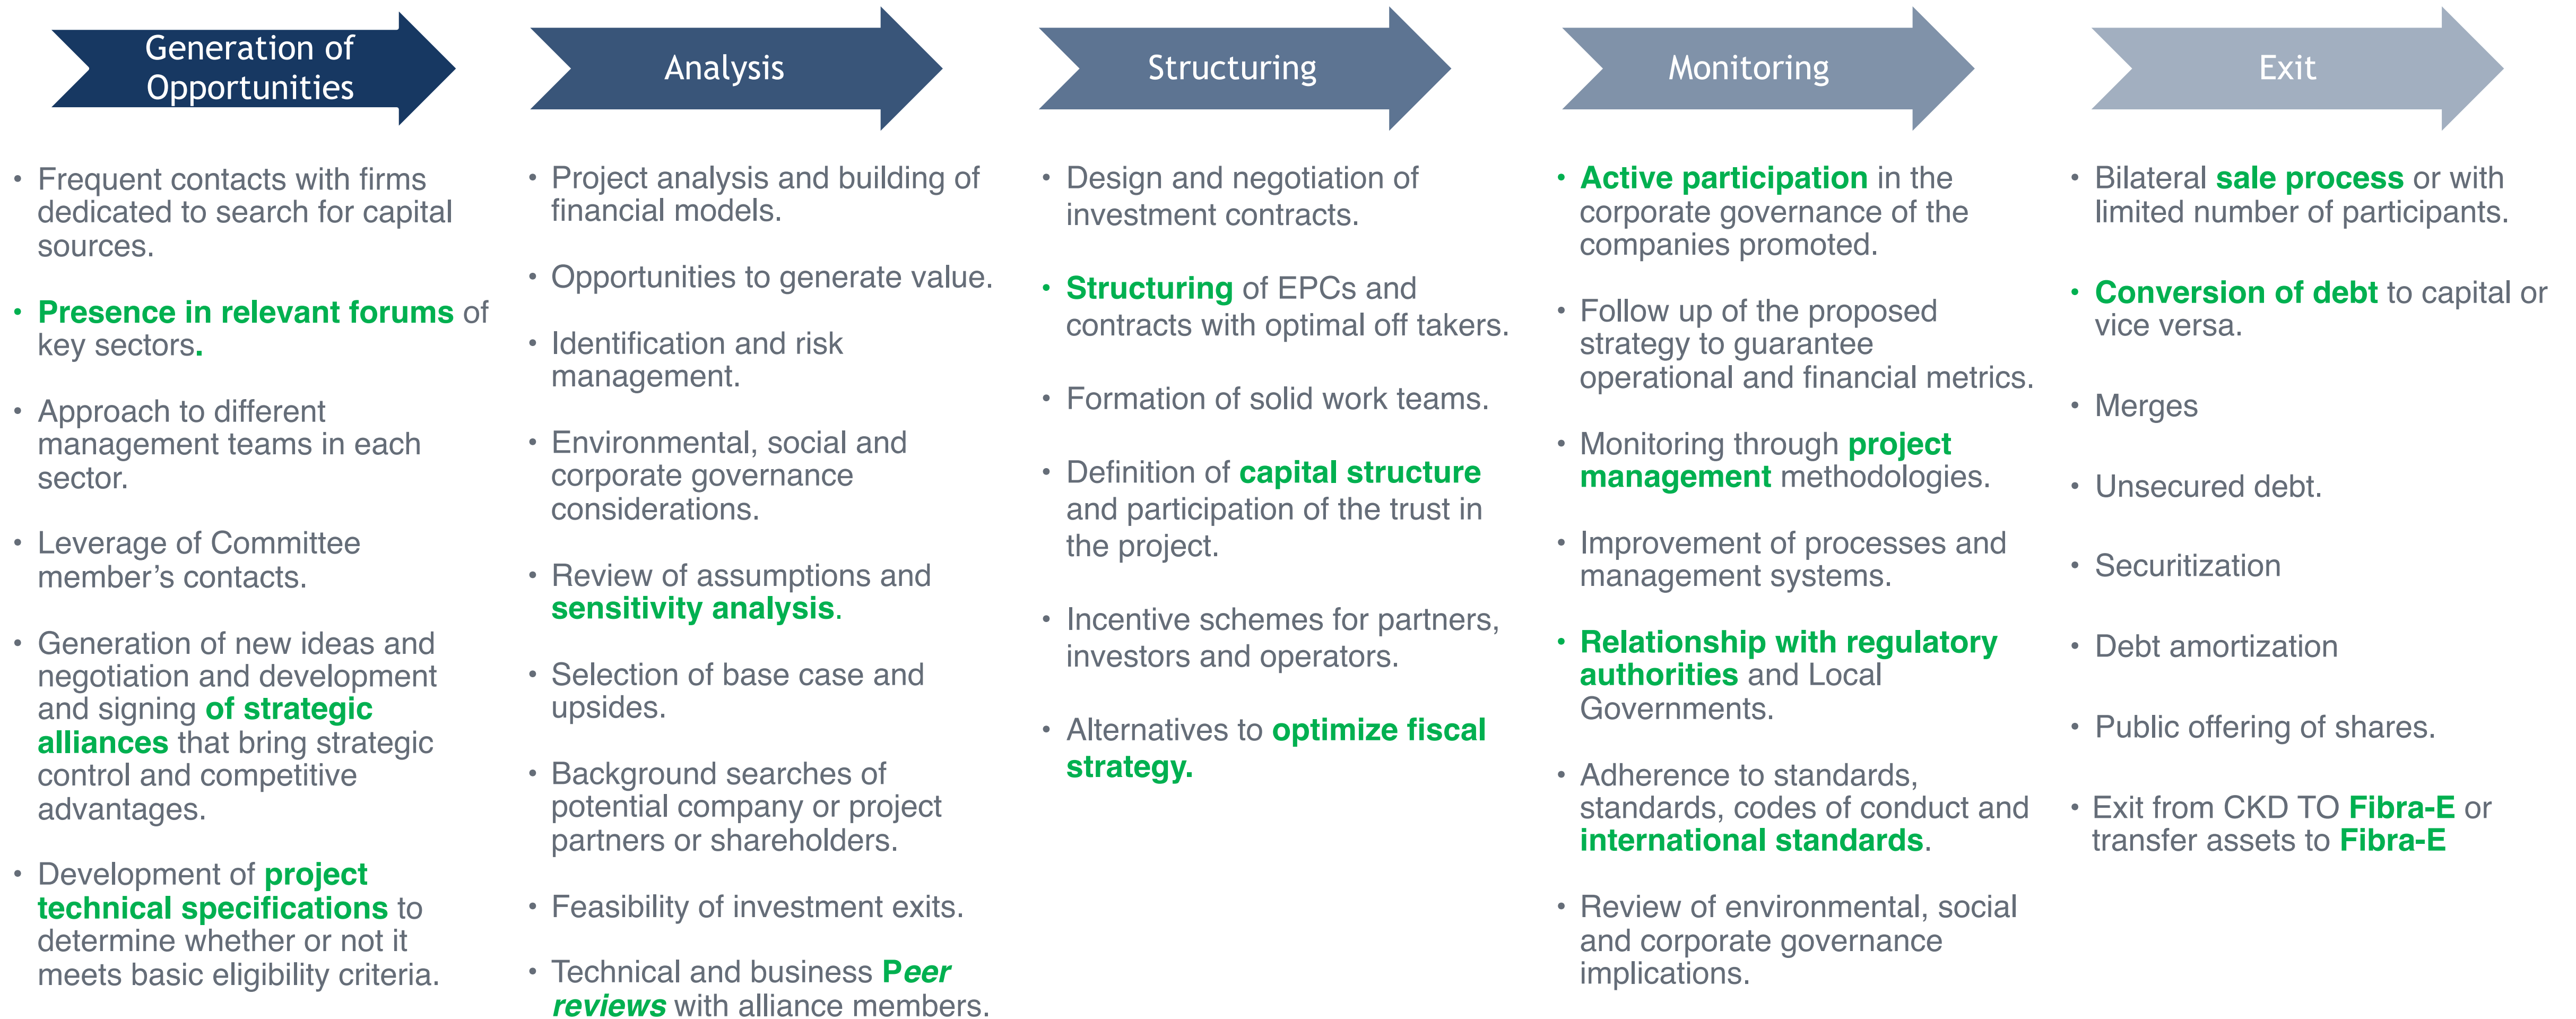 Generation of
Opportunities
Analysis
Structuring
Monitoring
Exit
• Frequent contacts with firms
dedicated to search for capital
sources.
• Presence in relevant forums of
key sectors.
• Approach to different
management teams in each
sector.
• Leverage of Committee
member’s contacts.
• Generation of new ideas and
negotiation and development
and signing of strategic
alliances that bring strategic
control and competitive
advantages.
• Development of project
technical specifications to
determine whether or not it
meets basic eligibility criteria.
• Project analysis and building of
financial models.
• Opportunities to generate value.
• Identification and risk
management.
• Environmental, social and
corporate governance
considerations.
• Review of assumptions and
sensitivity analysis.
• Selection of base case and
upsides.
• Background searches of
potential company or project
partners or shareholders.
• Feasibility of investment exits.
• Technical and business Peer
reviews with alliance members.
• Design and negotiation of
investment contracts.
• Structuring of EPCs and
contracts with optimal off takers.
• Formation of solid work teams.
• Definition of capital structure
and participation of the trust in
the project.
• Incentive schemes for partners,
investors and operators.
• Alternatives to optimize fiscal
strategy.
• Active participation in the
corporate governance of the
companies promoted.
• Follow up of the proposed
strategy to guarantee
operational and financial metrics.
• Monitoring through project
management methodologies.
• Improvement of processes and
management systems.
• Relationship with regulatory
authorities and Local
Governments.
• Adherence to standards,
standards, codes of conduct and
international standards.
• Review of environmental, social
and corporate governance
implications.
• Bilateral sale process or with
limited number of participants.
• Conversion of debt to capital or
vice versa.
• Merges
• Unsecured debt.
• Securitization
• Debt amortization
• Public offering of shares.
• Exit from CKD TO Fibra-E or
transfer assets to Fibra-E